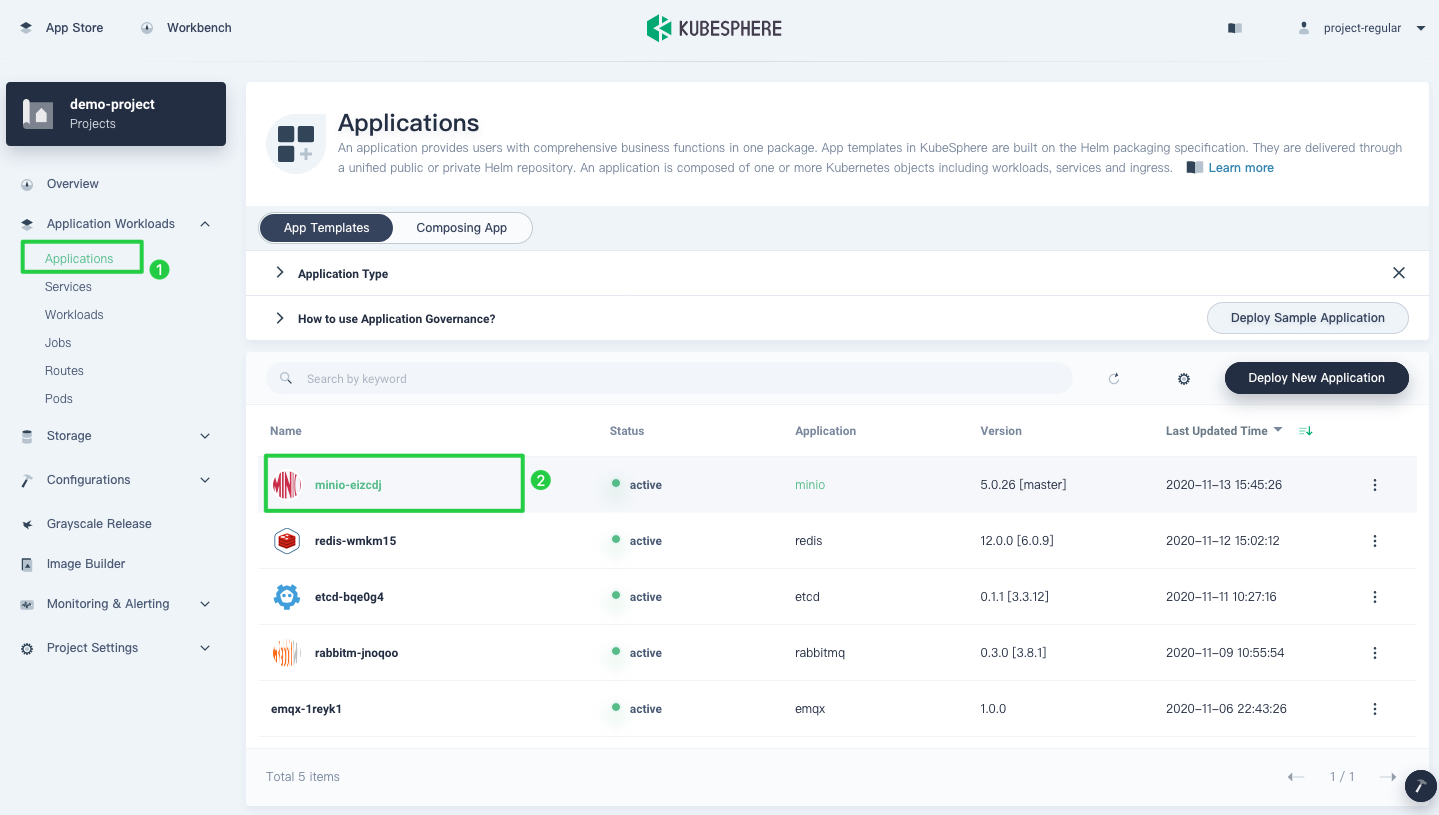 App Store
Workbench
KUBESPHERE
project-regular
demo-project
Projects
Overview
Application Workloads
Applications
1
Services
Workloads
Jobs
Routes
Pods
Storage
Configurations
Grayscale Release
Image Builder
Monitoring & Alerting
Project Settings
Applications
An application provides users with comprehensive business functions in one package. App templates in KubeSphere are built on the Helm packaging specification. They are delivered through
a unified public or private Helm repository. An application is composed of one or more Kubernetes objects including workloads, services and ingress. Learn more
App Templates Composing App
Application Type
How to use Application Governance? Deploy Sample Application
Search by keyword Deploy New Application
Name Status Application Version Last Updated Time
minio-eizcdj 2 active minio 5.0.26 [master] 2020-11-13 15:45:26
redis-wmkm15 active redis 12.0.0 [6.0.9] 2020-11-12 15:02:12
etcd-bqe0g4 active etcd 0.1.1 [3.3.12] 2020-11-11 10:27:16
rabbitm-jnoqoo active rabbitmq 0.3.0 [3.8.1] 2020-11-09 10:55:54
emqx-1reyk1 active emqx 1.0.0 2020-11-06 22:43:26
Total 5 items 1 / 1